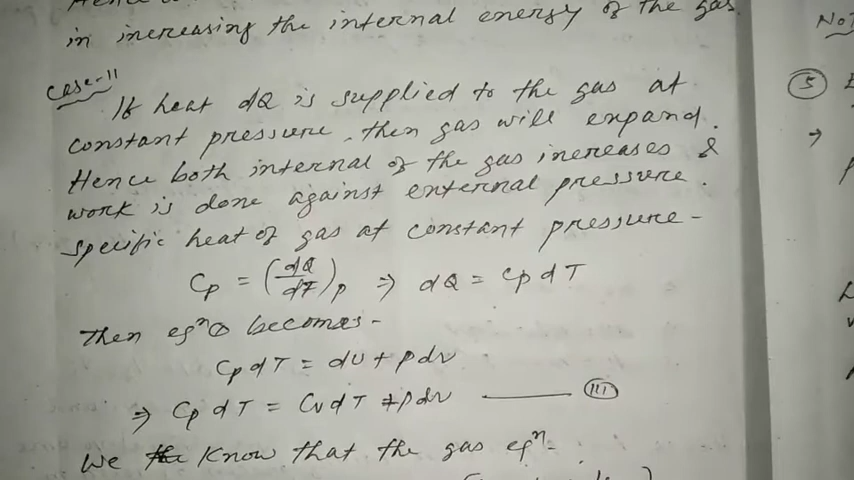 in increasing the internal energy of the gas.
Case-II
If heat dQ is supplied to the gas at
constant pressure, then gas will expand.
Hence both internal of the gas increases &
work is done against external pressure.
Specific heat of gas at constant pressure-
Cp = (dQ/dT)p ⇒ dQ = Cp dT
Then eqⁿ becomes-
Cp dT = dU + pdv
⇒ Cp dT = Cv dT + pdv ——— (III)
We know that the gas eqⁿ-
5